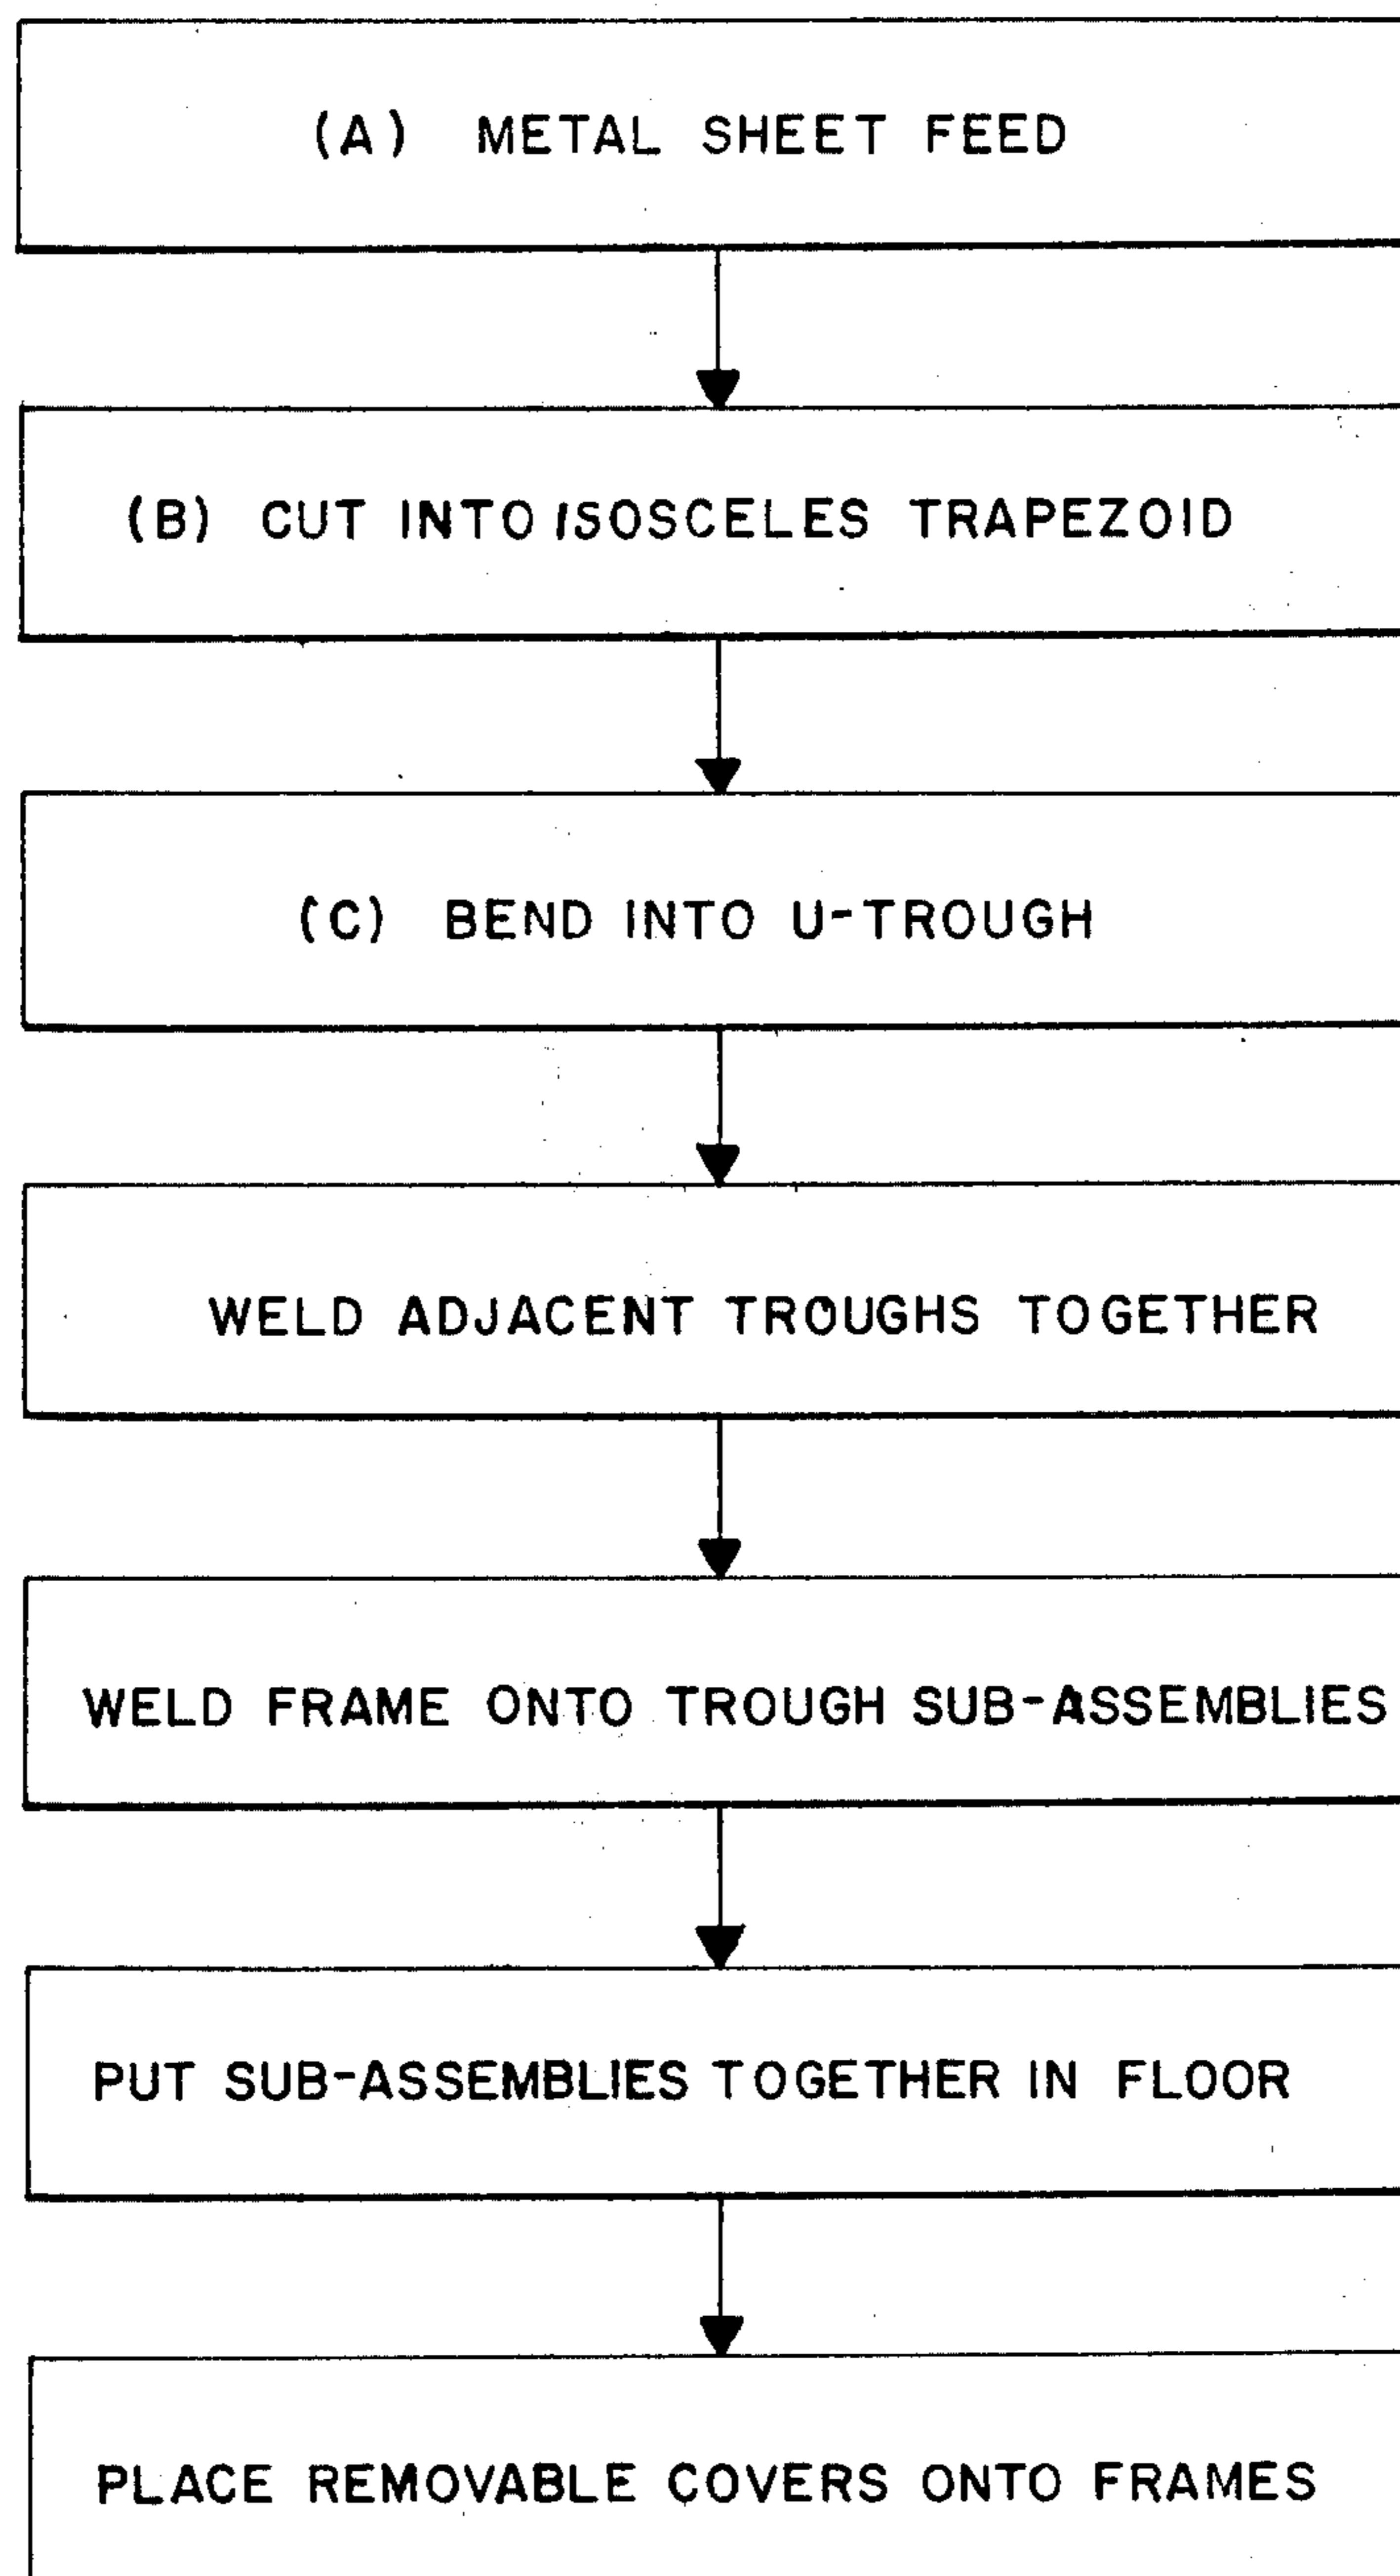 (A) METAL SHEET FEED
(B) CUT INTO ISOSCELES TRAPEZOID
(C) BEND INTO U-TROUGH
WELD ADJACENT TROUGHS TOGETHER
WELD FRAME ONTO TROUGH SUB-ASSEMBLIES
PUT SUB-ASSEMBLIES TOGETHER IN FLOOR
PLACE REMOVABLE COVERS ONTO FRAMES